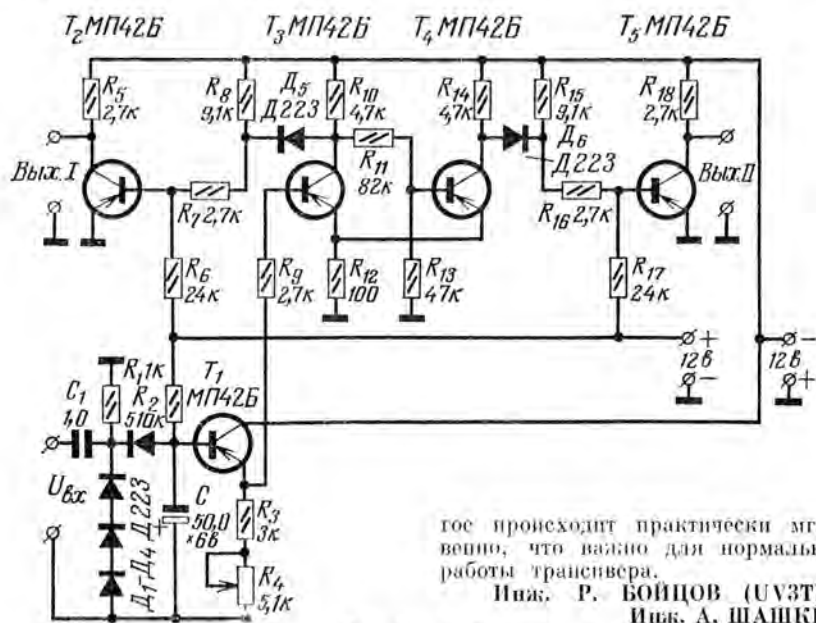 T₂ МП42Б T₃ МП42Б T₄ МП42Б T₅ МП42Б
R₅ 2,7к
R₈ 9,1к
Д₅ Д223
R₁₀ 4,7к
R₁₄ 4,7к
R₁₅ 9,1к
R₁₈ 2,7к
Вых. I
R₇ 2,7к
R₁₁ 82к
Д₆ Д223
R₁₆ 2,7к
Вых. II
R₆ 24к
R₉ 2,7к
R₁₂ 100
R₁₃ 47к
R₁₇ 24к
+ 12в −
− 12в +
C₁ 1,0
R₁ 1к
R₂ 510к
T₁ МП42Б
Uвх
Д₁-Д₄ Д223
C 50,0 ×6в
+
R₃ 3к
R₄ 5,1к
гое происходит практически мг
венно, что важно для нормаль
работы трансивера.
Инж. Р. БОЙЦОВ (UV3T
Инж. А. ШАШК